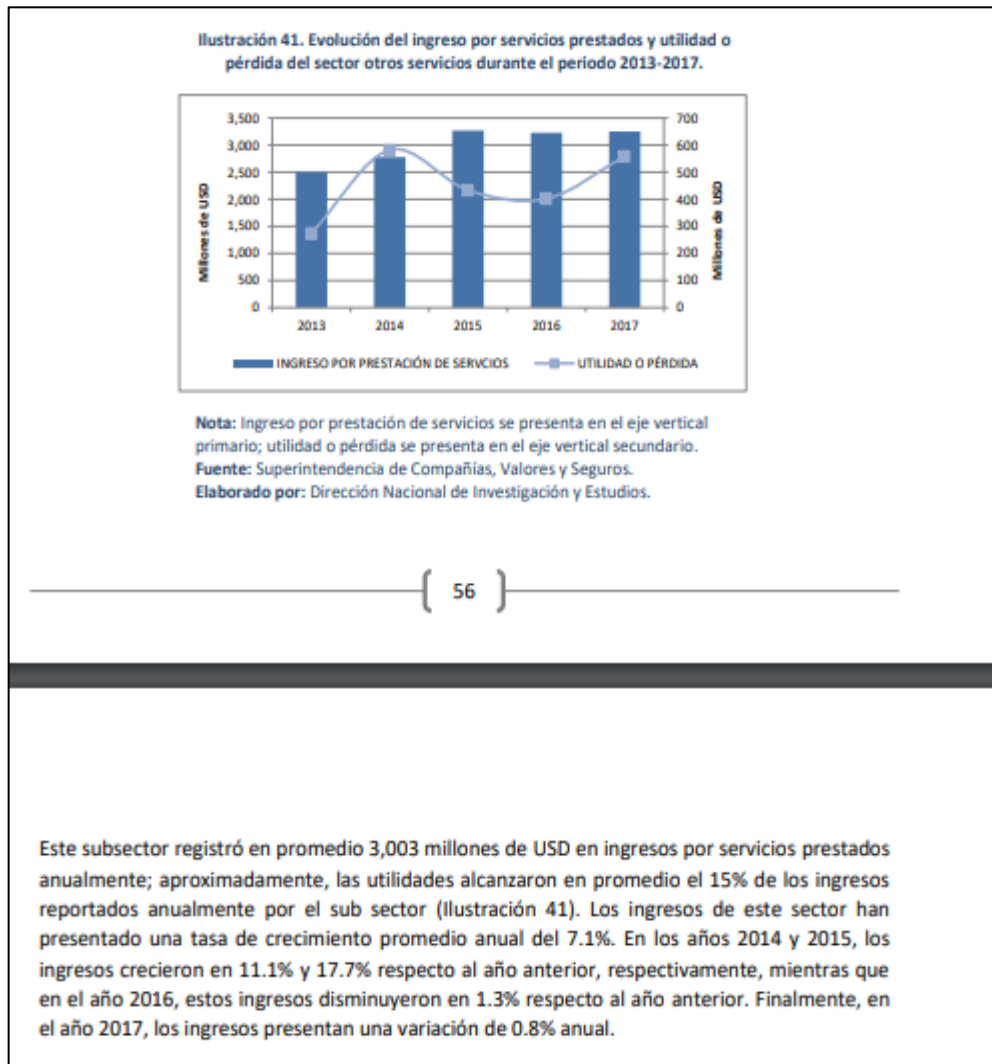 Ilustración 41. Evolución del ingreso por servicios prestados y utilidad o
pérdida del sector otros servicios durante el periodo 2013-2017.
3,500
3,000
2,500
2,000
1,500
1,000
500
0
Millones de USD
700
600
500
400
300
200
100
0
Millones de USD
2013 2014 2015 2016 2017
INGRESO POR PRESTACIÓN DE SERVCIOS UTILIDAD O PÉRDIDA
Nota: Ingreso por prestación de servicios se presenta en el eje vertical
primario; utilidad o pérdida se presenta en el eje vertical secundario.
Fuente: Superintendencia de Compañías, Valores y Seguros.
Elaborado por: Dirección Nacional de Investigación y Estudios.
56
Este subsector registró en promedio 3,003 millones de USD en ingresos por servicios prestados
anualmente; aproximadamente, las utilidades alcanzaron en promedio el 15% de los ingresos
reportados anualmente por el sub sector (Ilustración 41). Los ingresos de este sector han
presentado una tasa de crecimiento promedio anual del 7.1%. En los años 2014 y 2015, los
ingresos crecieron en 11.1% y 17.7% respecto al año anterior, respectivamente, mientras que
en el año 2016, estos ingresos disminuyeron en 1.3% respecto al año anterior. Finalmente, en
el año 2017, los ingresos presentan una variación de 0.8% anual.